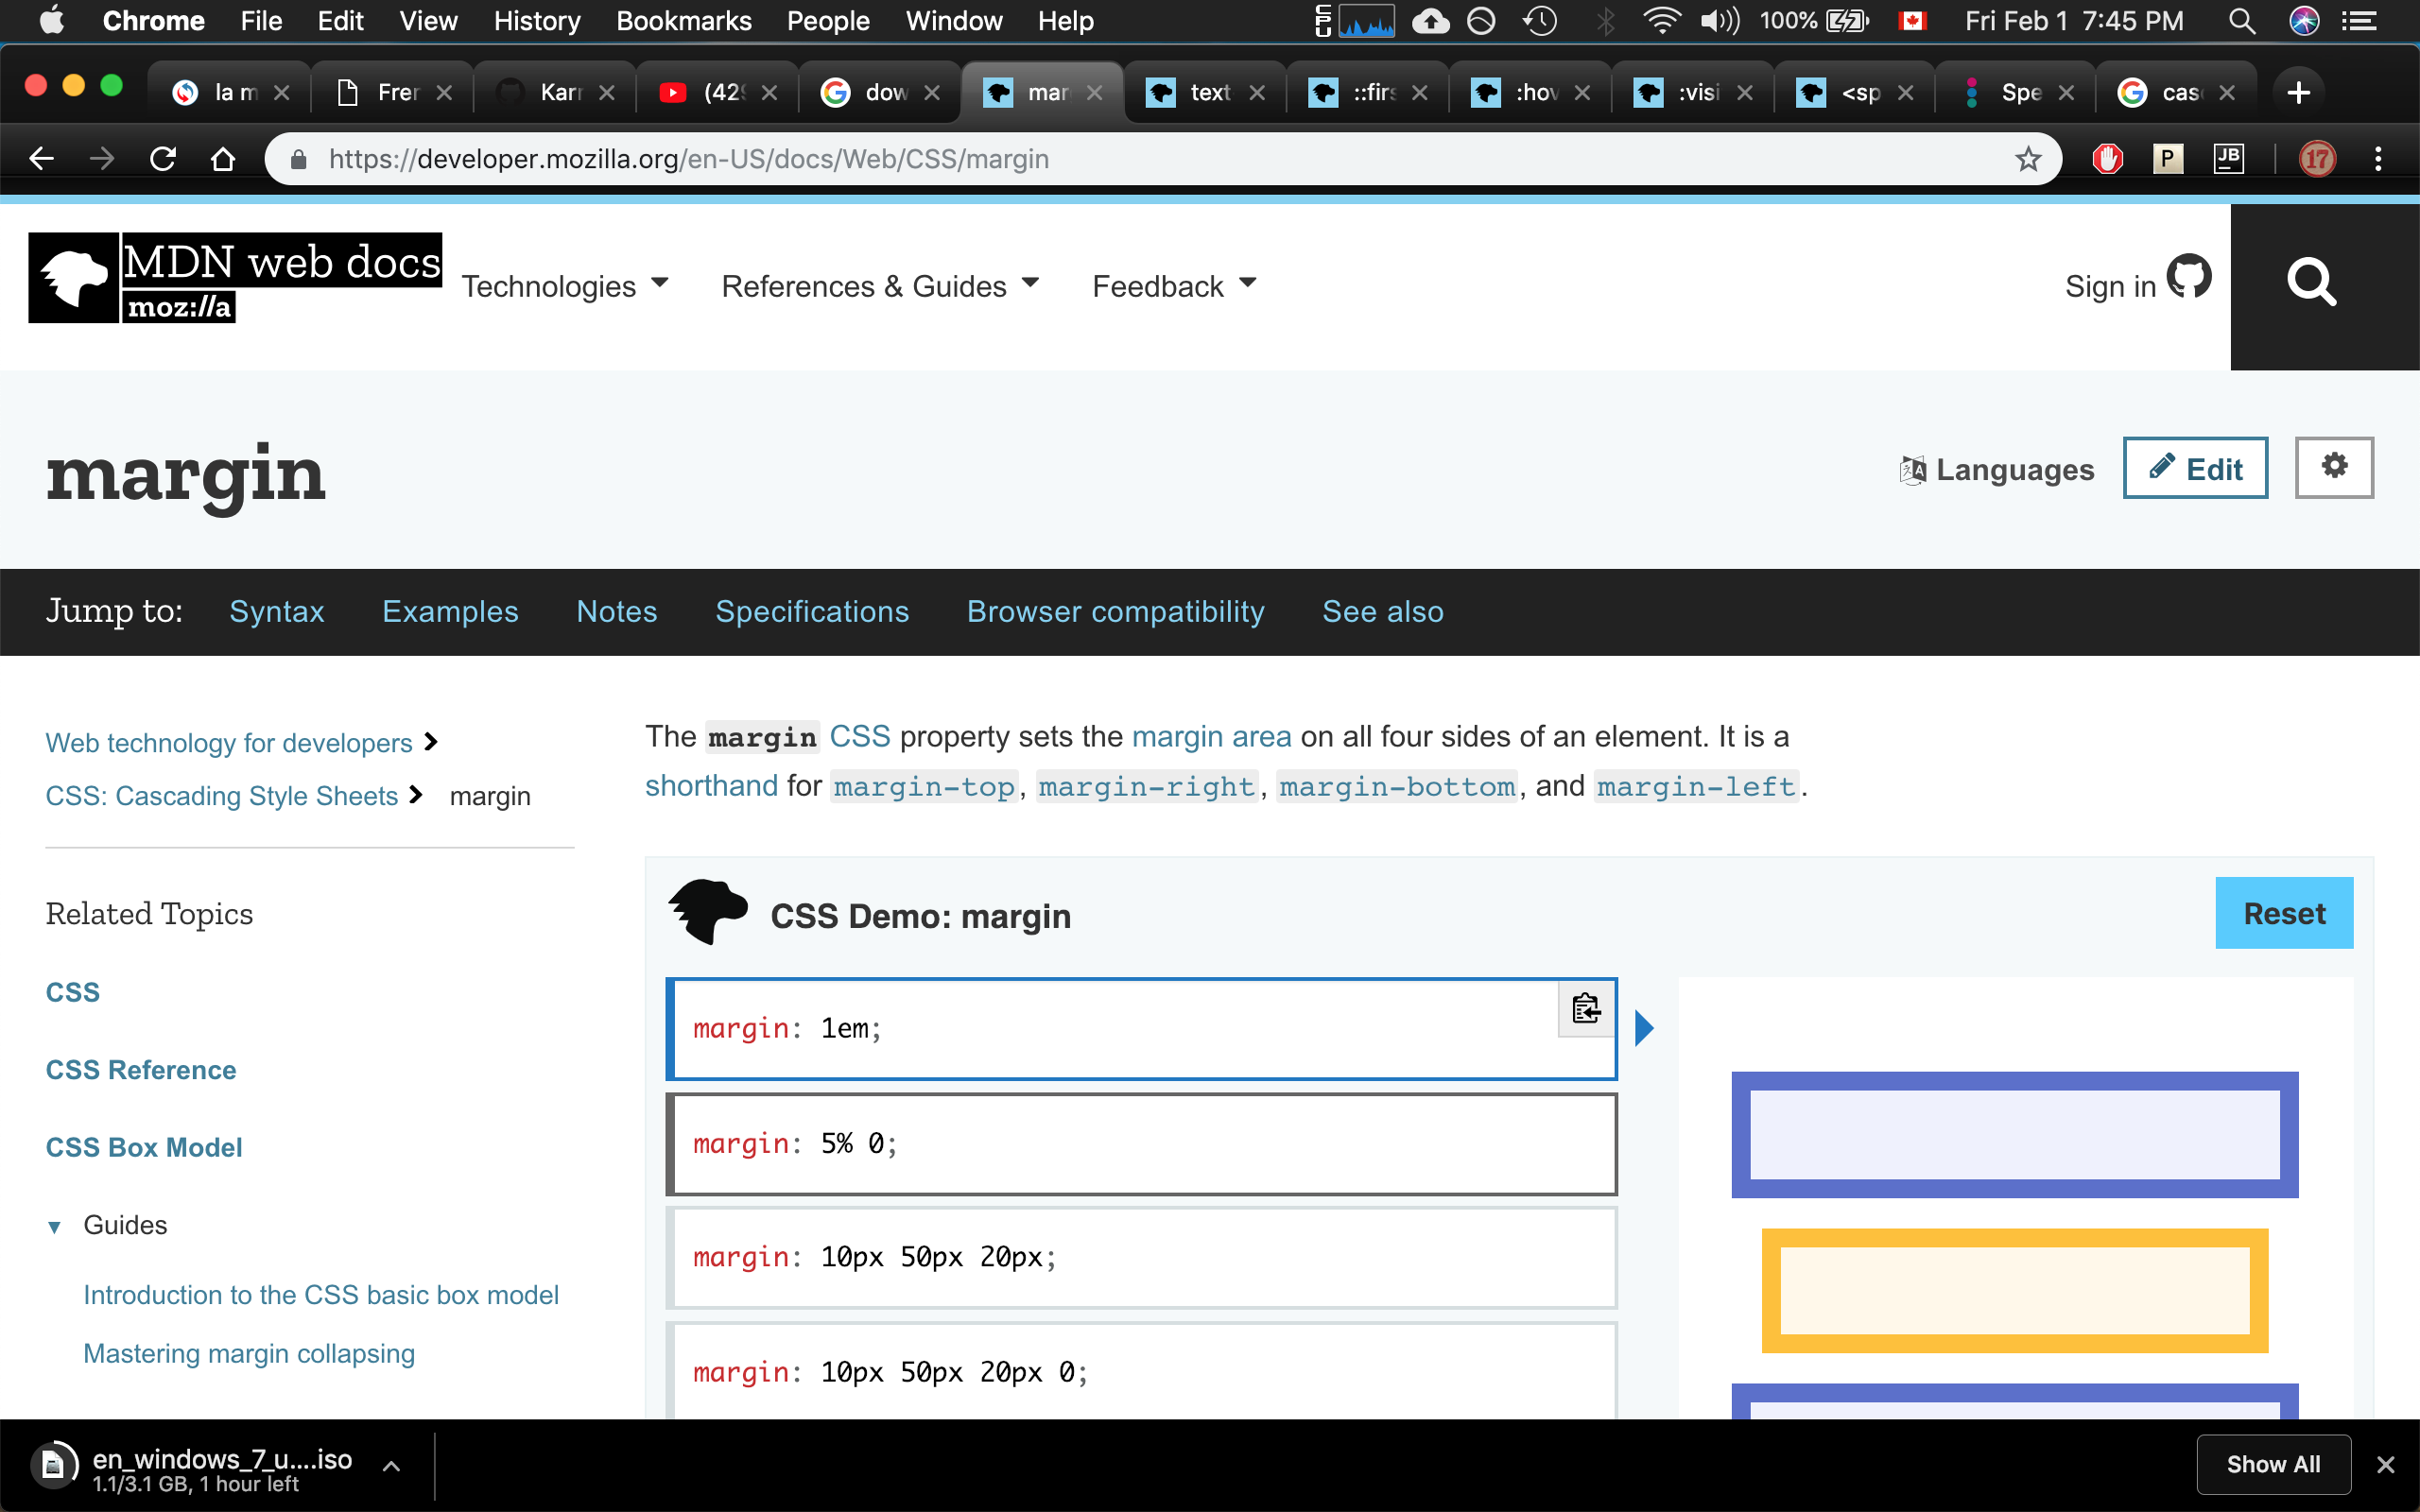 Chrome File Edit View History Bookmarks People Window Help CPU 100% Fri Feb 1 7:45 PM
la m Fren Karr (429 dow mar text- ::firs :hov :visi <sp Spe casc
https://developer.mozilla.org/en-US/docs/Web/CSS/margin P JB 17
MDN web docs
moz://a
Technologies References & Guides Feedback Sign in
margin
Languages Edit
Jump to: Syntax Examples Notes Specifications Browser compatibility See also
Web technology for developers
CSS: Cascading Style Sheets margin
Related Topics
CSS
CSS Reference
CSS Box Model
Guides
Introduction to the CSS basic box model
Mastering margin collapsing
The margin CSS property sets the margin area on all four sides of an element. It is a
shorthand for margin-top, margin-right, margin-bottom, and margin-left.
CSS Demo: margin
Reset
margin: 1em;
margin: 5% 0;
margin: 10px 50px 20px;
margin: 10px 50px 20px 0;
en_windows_7_u....iso
1.1/3.1 GB, 1 hour left
Show All